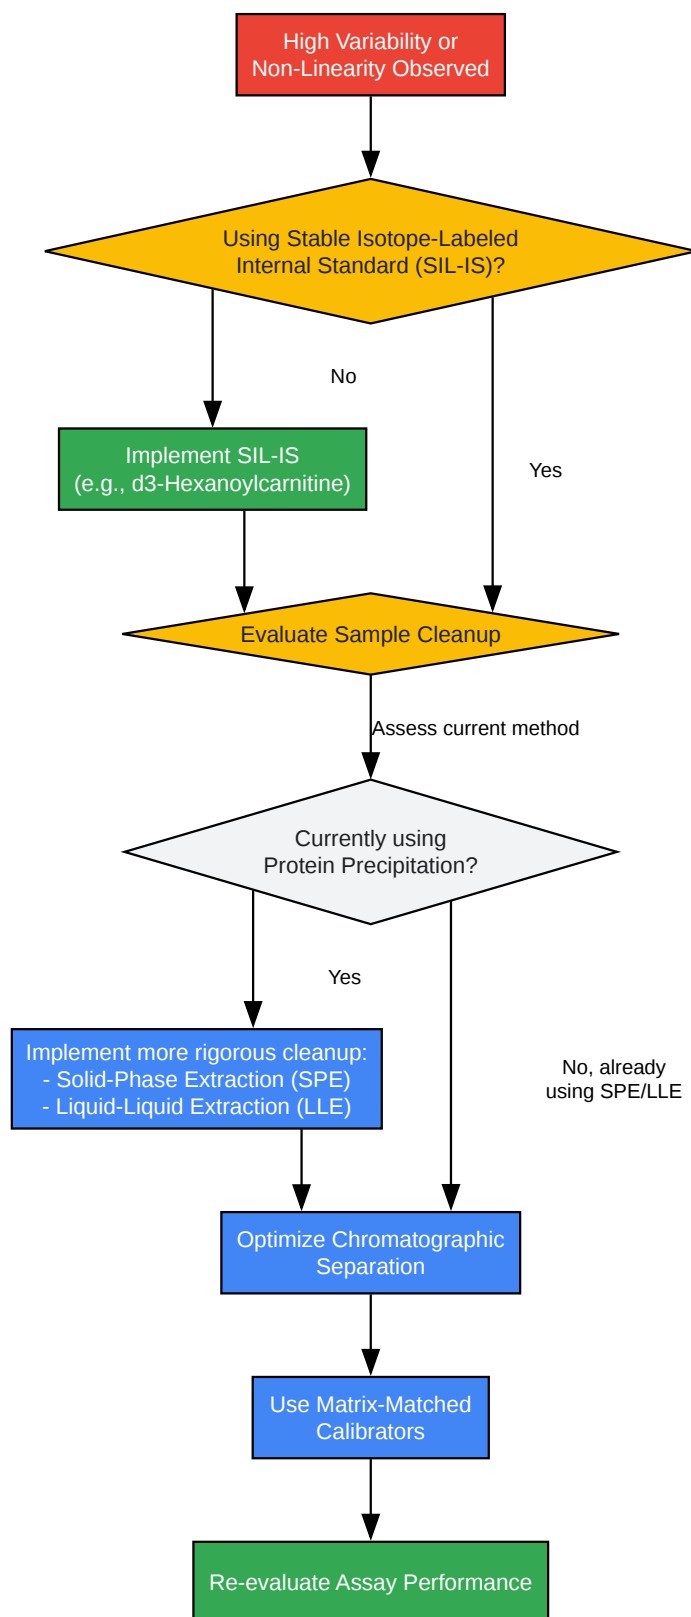 High Variability or
Non-Linearity Observed
Using Stable Isotope-Labeled
Internal Standard (SIL-IS)?
No
Implement SIL-IS
(e.g., d3-Hexanoylcarnitine)
Yes
Evaluate Sample Cleanup
Assess current method
Currently using
Protein Precipitation?
Yes
Implement more rigorous cleanup:
- Solid-Phase Extraction (SPE)
- Liquid-Liquid Extraction (LLE)
No, already
using SPE/LLE
Optimize Chromatographic
Separation
Use Matrix-Matched
Calibrators
Re-evaluate Assay Performance